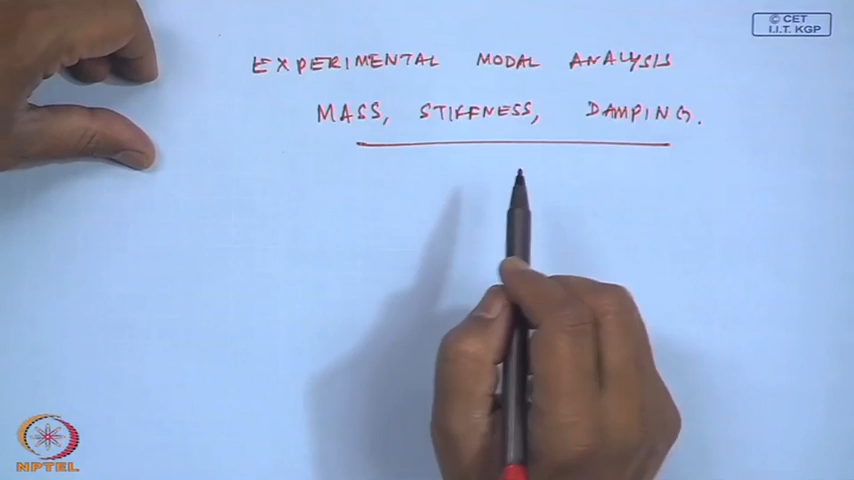 © CET
I.I.T. KGP
EXPERIMENTAL MODAL ANALYSIS
MASS, STIFFNESS, DAMPING.
NPTEL